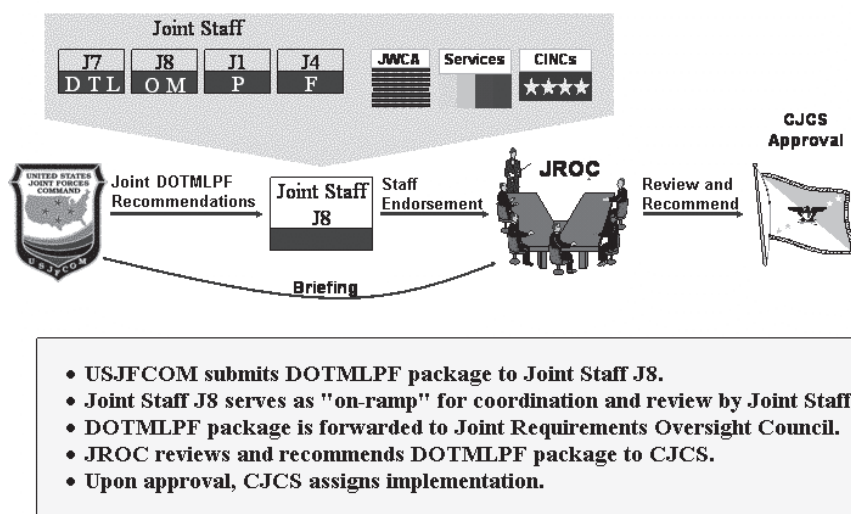 Joint Staff
J7 J8 J1 J4
D T L O M P F
JWCA Services CINCs
CJCS
Approval
UNITED STATES
JOINT FORCES
COMMAND
USJFCOM
Joint DOTMLPF
Recommendations
Joint Staff
J8
Staff
Endorsement
JROC
Review and
Recommend
Briefing
• USJFCOM submits DOTMLPF package to Joint Staff J8.
• Joint Staff J8 serves as "on-ramp" for coordination and review by Joint Staff
• DOTMLPF package is forwarded to Joint Requirements Oversight Council.
• JROC reviews and recommends DOTMLPF package to CJCS.
• Upon approval, CJCS assigns implementation.